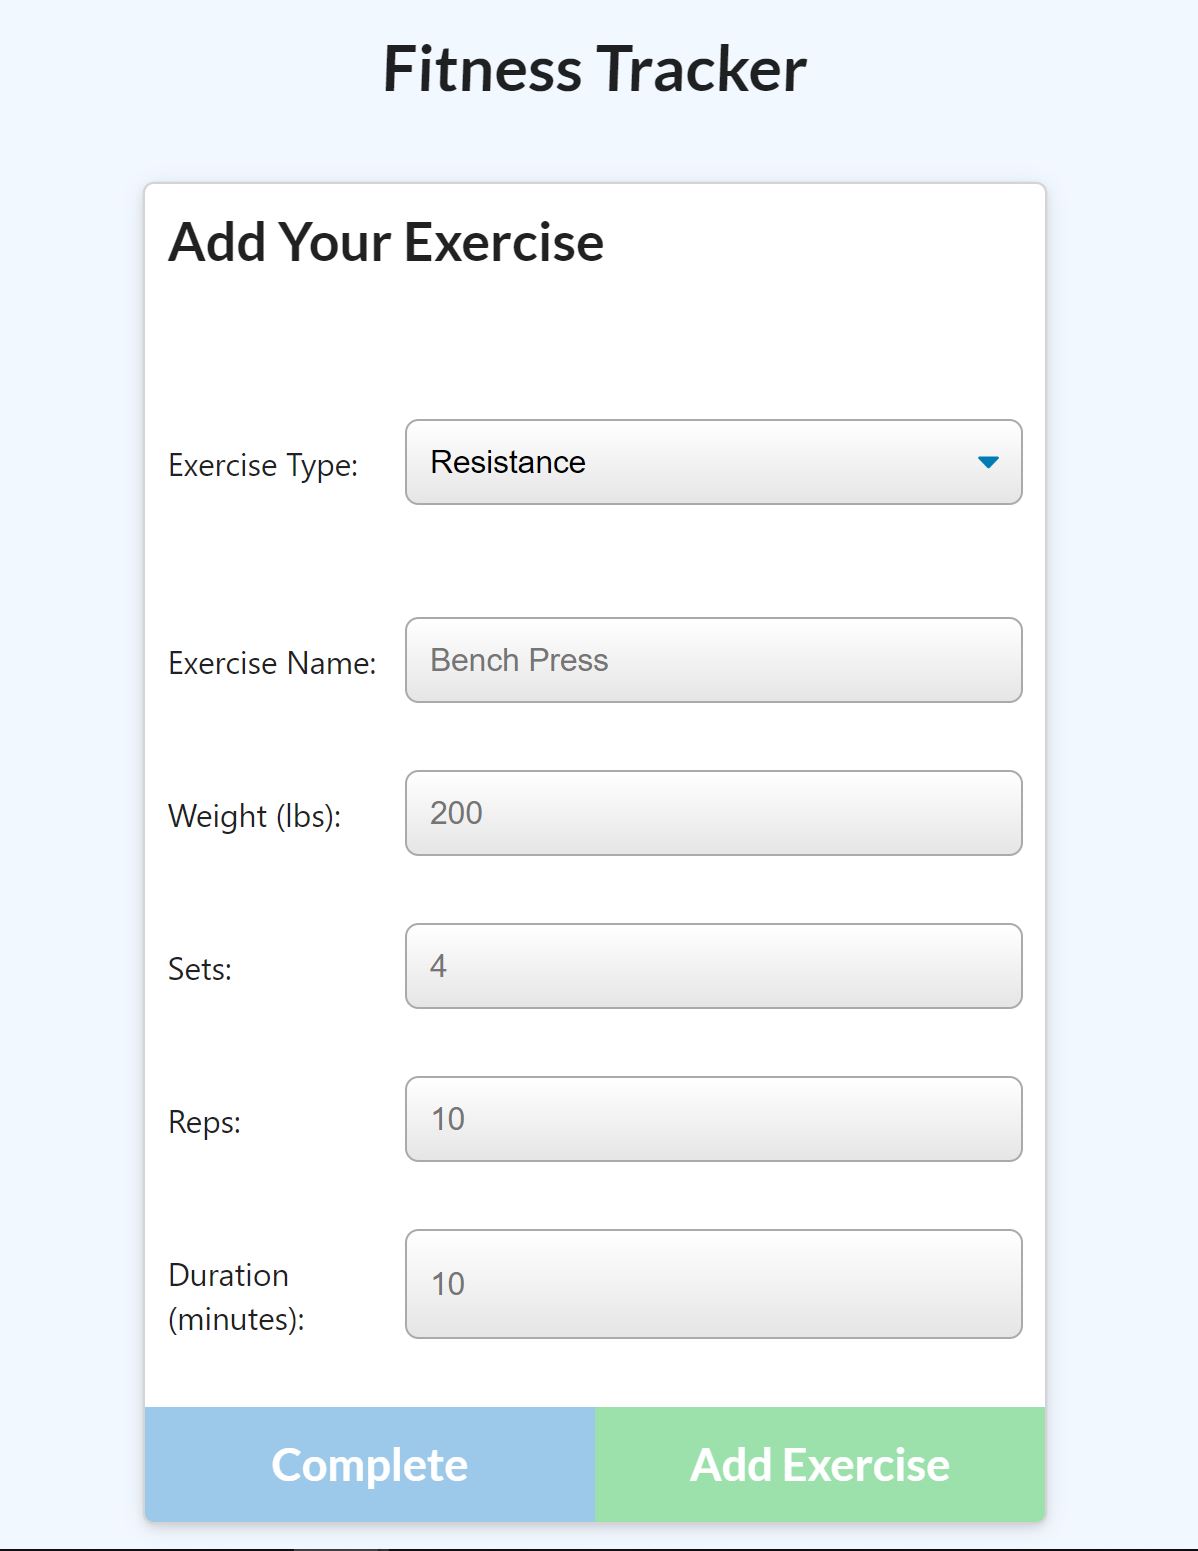 Fitness Tracker
Add Your Exercise
Exercise Type: Resistance
Exercise Name: Bench Press
Weight (lbs): 200
Sets: 4
Reps: 10
Duration
(minutes): 10
Complete Add Exercise